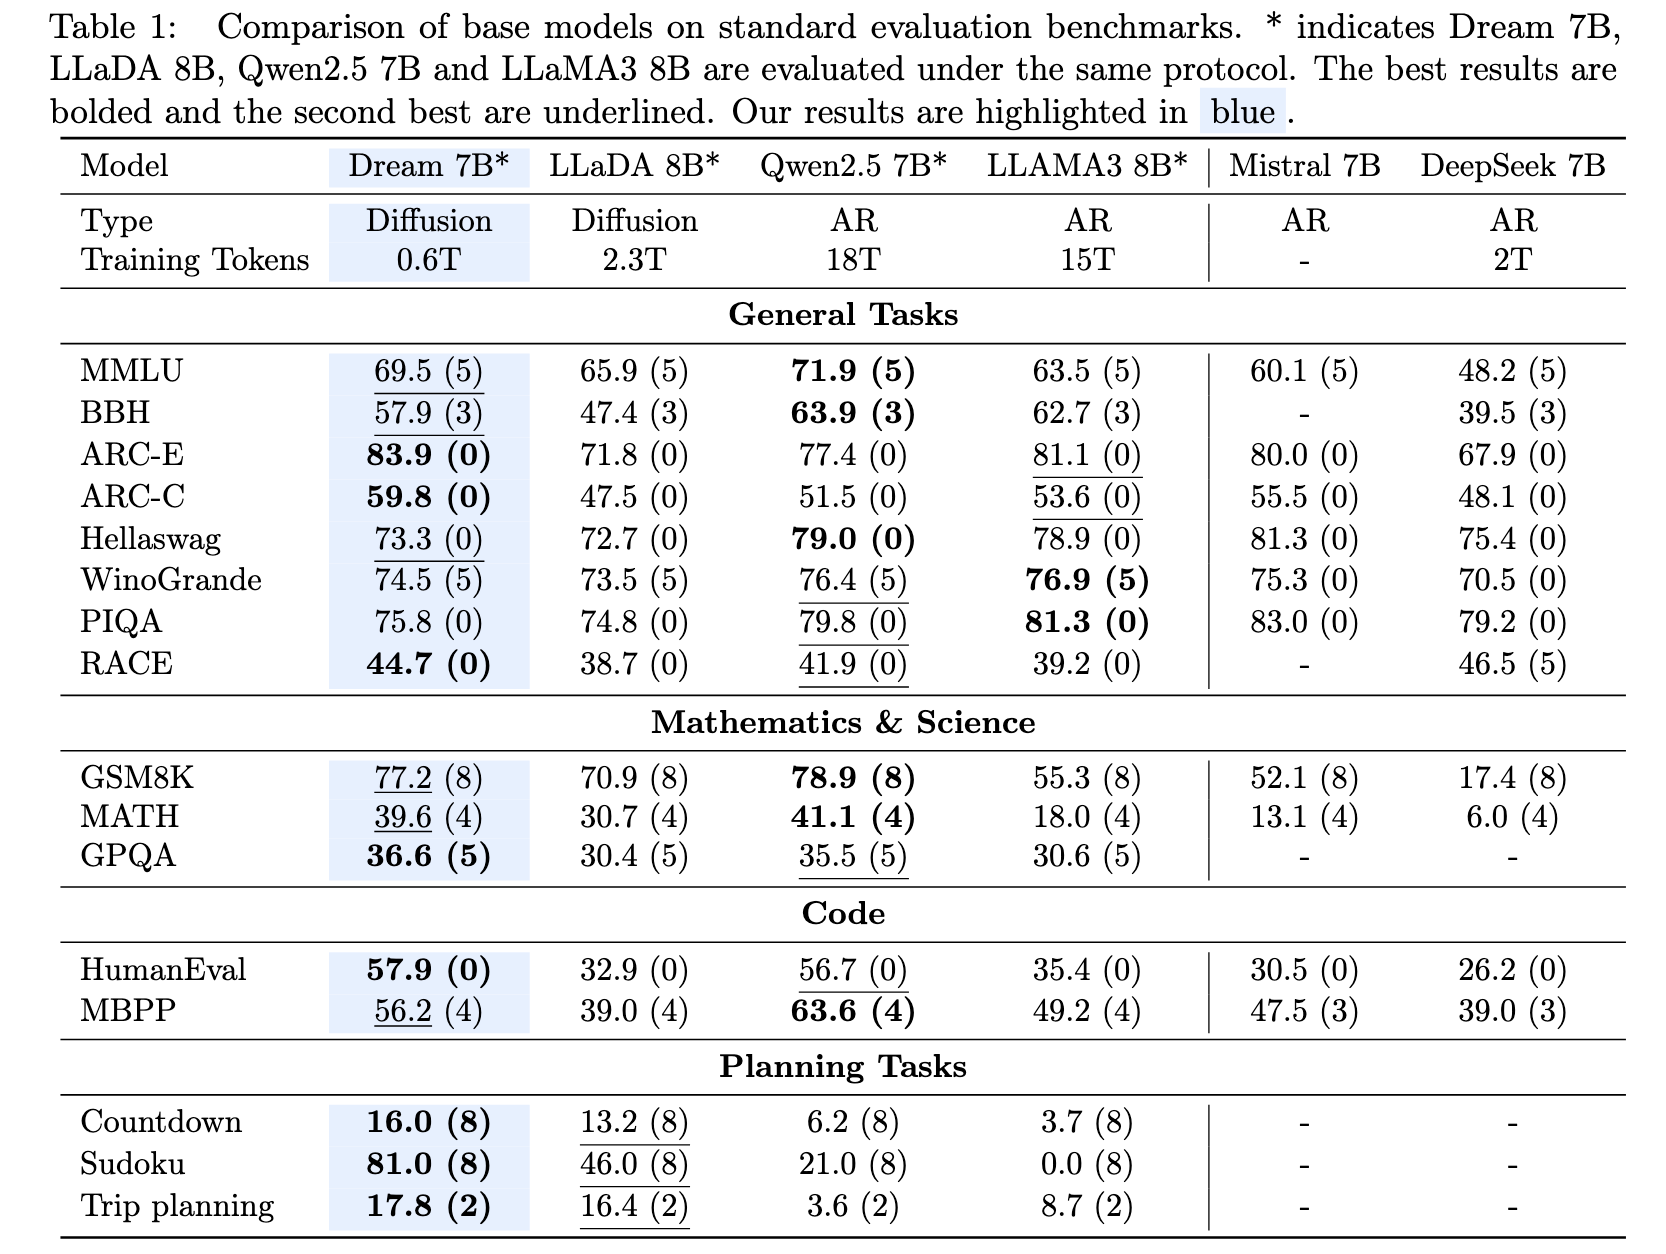 Table 1: Comparison of base models on standard evaluation benchmarks. * indicates Dream 7B,
LLaDA 8B, Qwen2.5 7B and LLaMA3 8B are evaluated under the same protocol. The best results are
bolded and the second best are underlined. Our results are highlighted in blue.
Model Dream 7B* LLaDA 8B* Qwen2.5 7B* LLAMA3 8B* Mistral 7B DeepSeek 7B
Type Diffusion Diffusion AR AR AR AR
Training Tokens 0.6T 2.3T 18T 15T - 2T
General Tasks
MMLU 69.5 (5) 65.9 (5) 71.9 (5) 63.5 (5) 60.1 (5) 48.2 (5)
BBH 57.9 (3) 47.4 (3) 63.9 (3) 62.7 (3) - 39.5 (3)
ARC-E 83.9 (0) 71.8 (0) 77.4 (0) 81.1 (0) 80.0 (0) 67.9 (0)
ARC-C 59.8 (0) 47.5 (0) 51.5 (0) 53.6 (0) 55.5 (0) 48.1 (0)
Hellaswag 73.3 (0) 72.7 (0) 79.0 (0) 78.9 (0) 81.3 (0) 75.4 (0)
WinoGrande 74.5 (5) 73.5 (5) 76.4 (5) 76.9 (5) 75.3 (0) 70.5 (0)
PIQA 75.8 (0) 74.8 (0) 79.8 (0) 81.3 (0) 83.0 (0) 79.2 (0)
RACE 44.7 (0) 38.7 (0) 41.9 (0) 39.2 (0) - 46.5 (5)
Mathematics & Science
GSM8K 77.2 (8) 70.9 (8) 78.9 (8) 55.3 (8) 52.1 (8) 17.4 (8)
MATH 39.6 (4) 30.7 (4) 41.1 (4) 18.0 (4) 13.1 (4) 6.0 (4)
GPQA 36.6 (5) 30.4 (5) 35.5 (5) 30.6 (5) - -
Code
HumanEval 57.9 (0) 32.9 (0) 56.7 (0) 35.4 (0) 30.5 (0) 26.2 (0)
MBPP 56.2 (4) 39.0 (4) 63.6 (4) 49.2 (4) 47.5 (3) 39.0 (3)
Planning Tasks
Countdown 16.0 (8) 13.2 (8) 6.2 (8) 3.7 (8) - -
Sudoku 81.0 (8) 46.0 (8) 21.0 (8) 0.0 (8) - -
Trip planning 17.8 (2) 16.4 (2) 3.6 (2) 8.7 (2) - -